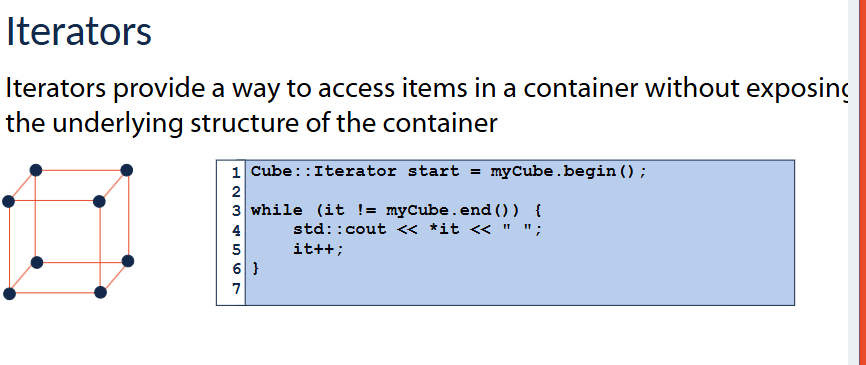 Iterators
Iterators provide a way to access items in a container without exposing
the underlying structure of the container
1 Cube::Iterator start = myCube.begin();
2
3 while (it != myCube.end()) {
4     std::cout << *it << " ";
5     it++;
6 }
7